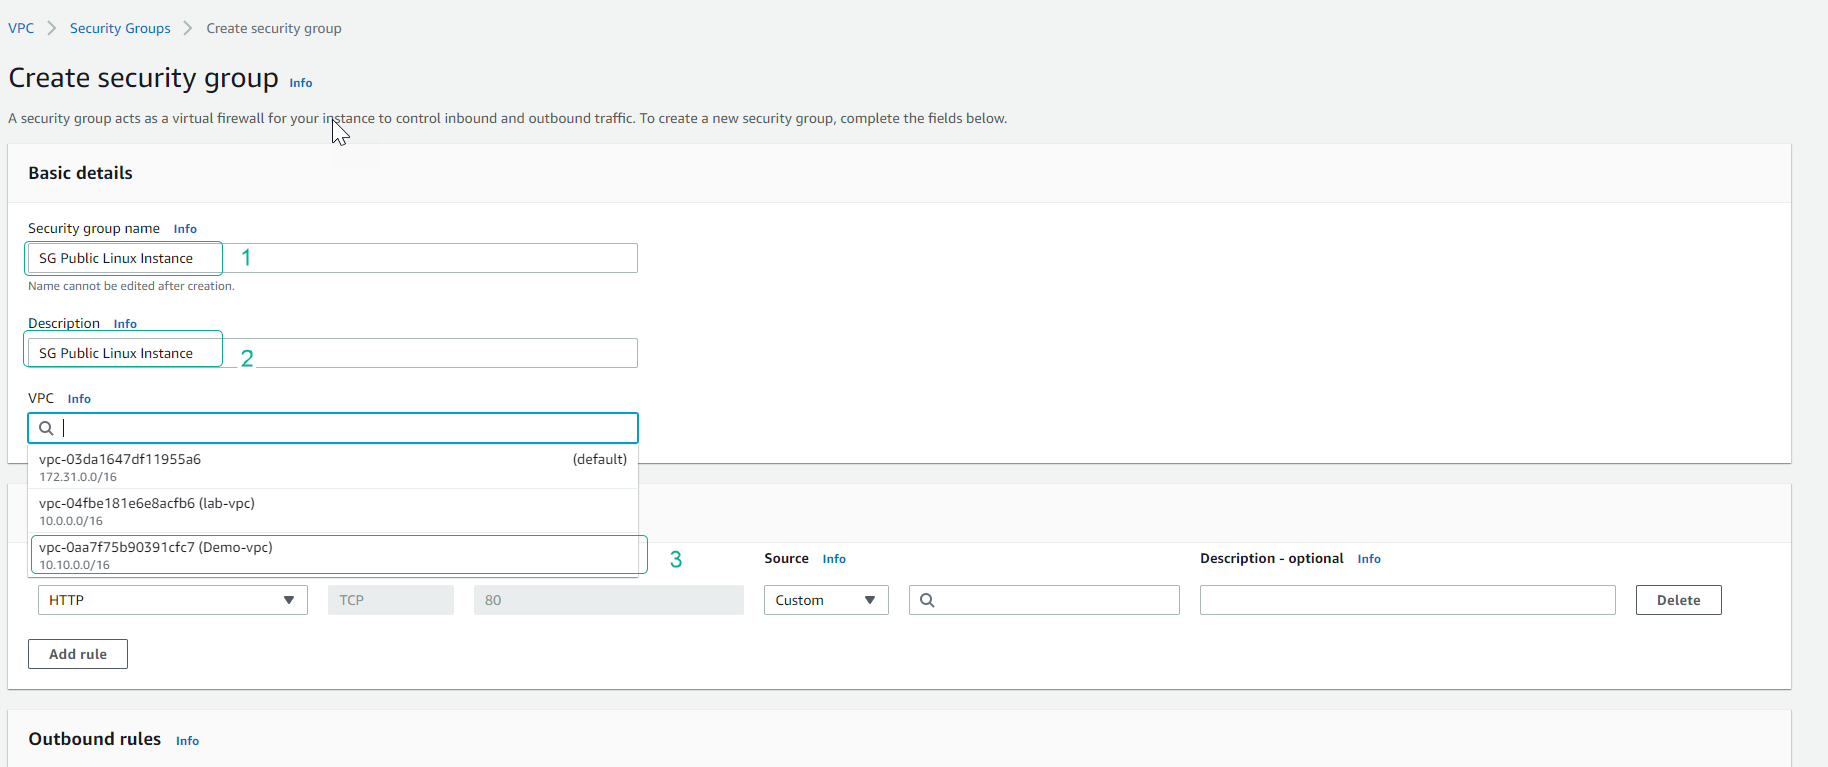 VPC > Security Groups > Create security group
Create security group Info
A security group acts as a virtual firewall for your instance to control inbound and outbound traffic. To create a new security group, complete the fields below.
Basic details
Security group name Info
SG Public Linux Instance 1
Name cannot be edited after creation.
Description Info
SG Public Linux Instance 2
VPC Info
vpc-03da1647df11955a6 (default)
172.31.0.0/16
vpc-04fbe181e6e8acfb6 (lab-vpc)
10.0.0.0/16
vpc-0aa7f75b90391cfc7 (Demo-vpc)
10.10.0.0/16
3
Source Info Description - optional Info
HTTP TCP 80 Custom Delete
Add rule
Outbound rules Info